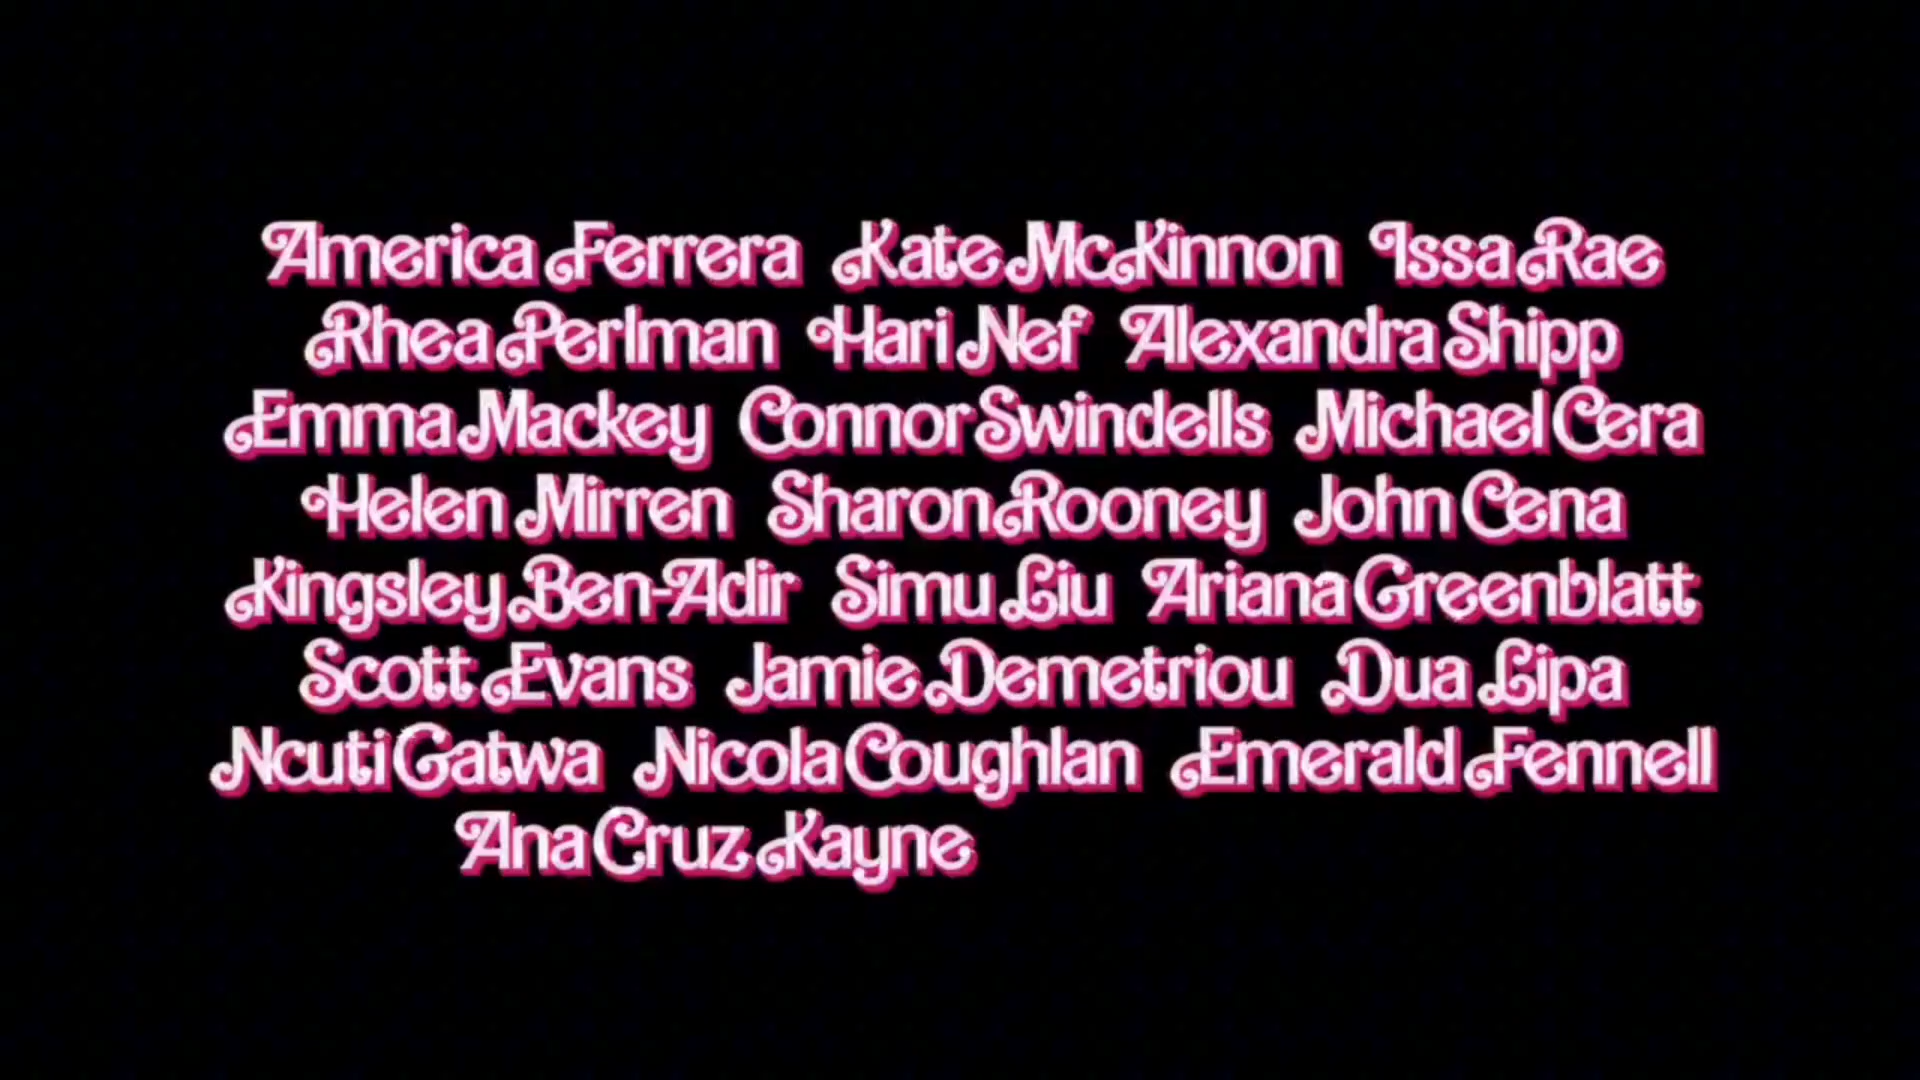 America Ferrera Kate McKinnon Issa Rae
Rhea Perlman Hari Nef Alexandra Shipp
Emma Mackey Connor Swindells Michael Cera
Helen Mirren Sharon Rooney John Cena
Kingsley Ben-Adir Simu Liu Ariana Greenblatt
Scott Evans Jamie Demetriou Dua Lipa
Ncuti Gatwa Nicola Coughlan Emerald Fennell
Ana Cruz Kayne